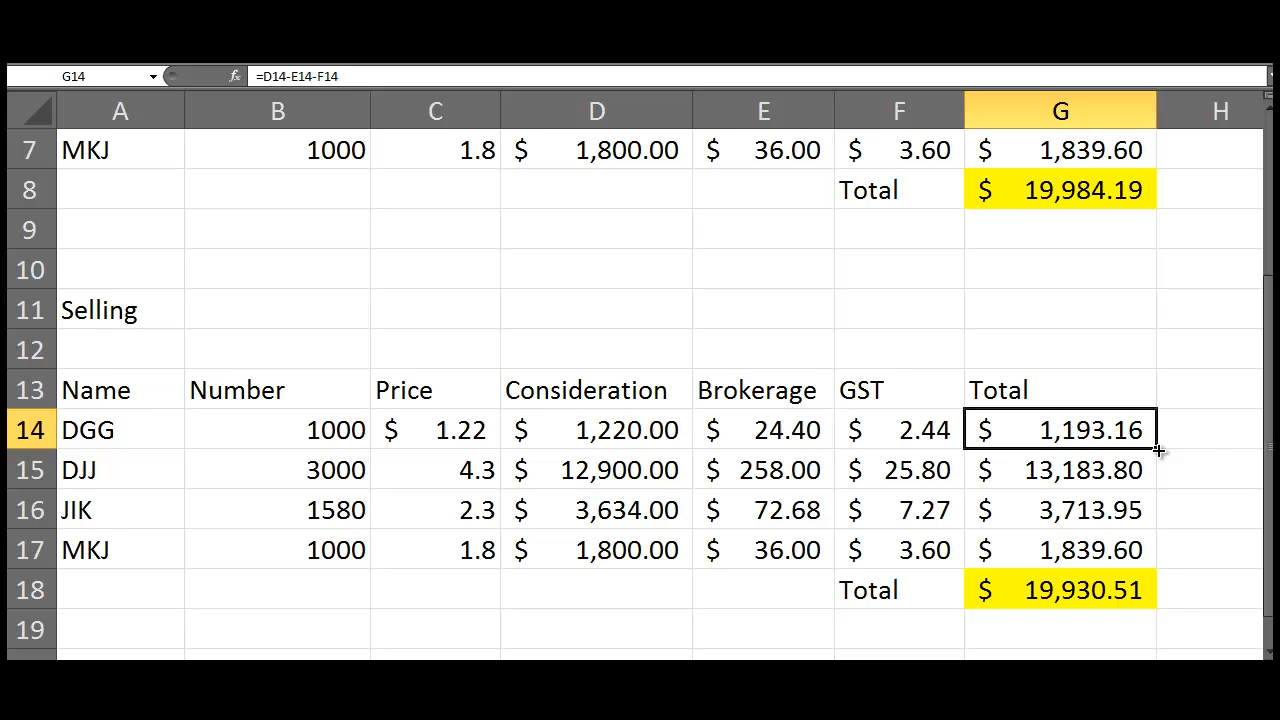 G14 fx =D14-E14-F14
A B C D E F G H
7 MKJ 1000 1.8 $ 1,800.00 $ 36.00 $ 3.60 $ 1,839.60
8 Total $ 19,984.19
9
10
11 Selling
12
13 Name Number Price Consideration Brokerage GST Total
14 DGG 1000 $ 1.22 $ 1,220.00 $ 24.40 $ 2.44 $ 1,193.16
15 DJJ 3000 4.3 $ 12,900.00 $ 258.00 $ 25.80 $ 13,183.80
16 JIK 1580 2.3 $ 3,634.00 $ 72.68 $ 7.27 $ 3,713.95
17 MKJ 1000 1.8 $ 1,800.00 $ 36.00 $ 3.60 $ 1,839.60
18 Total $ 19,930.51
19